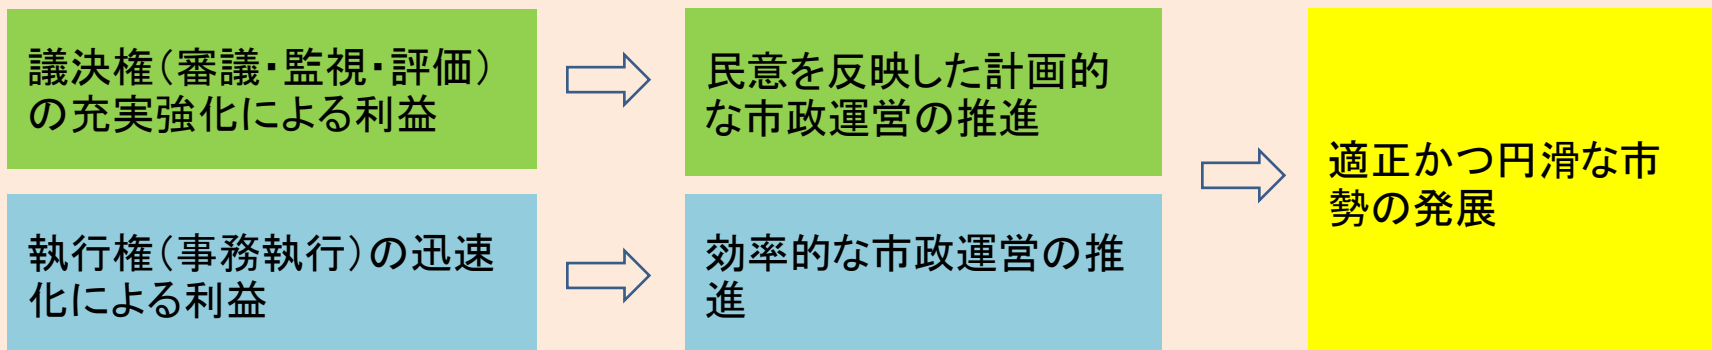 議決権（審議・監視・評価）
の充実強化による利益
民意を反映した計画的
な市政運営の推進
執行権（事務執行）の迅速
化による利益
効率的な市政運営の推
進
適正かつ円滑な市
勢の発展